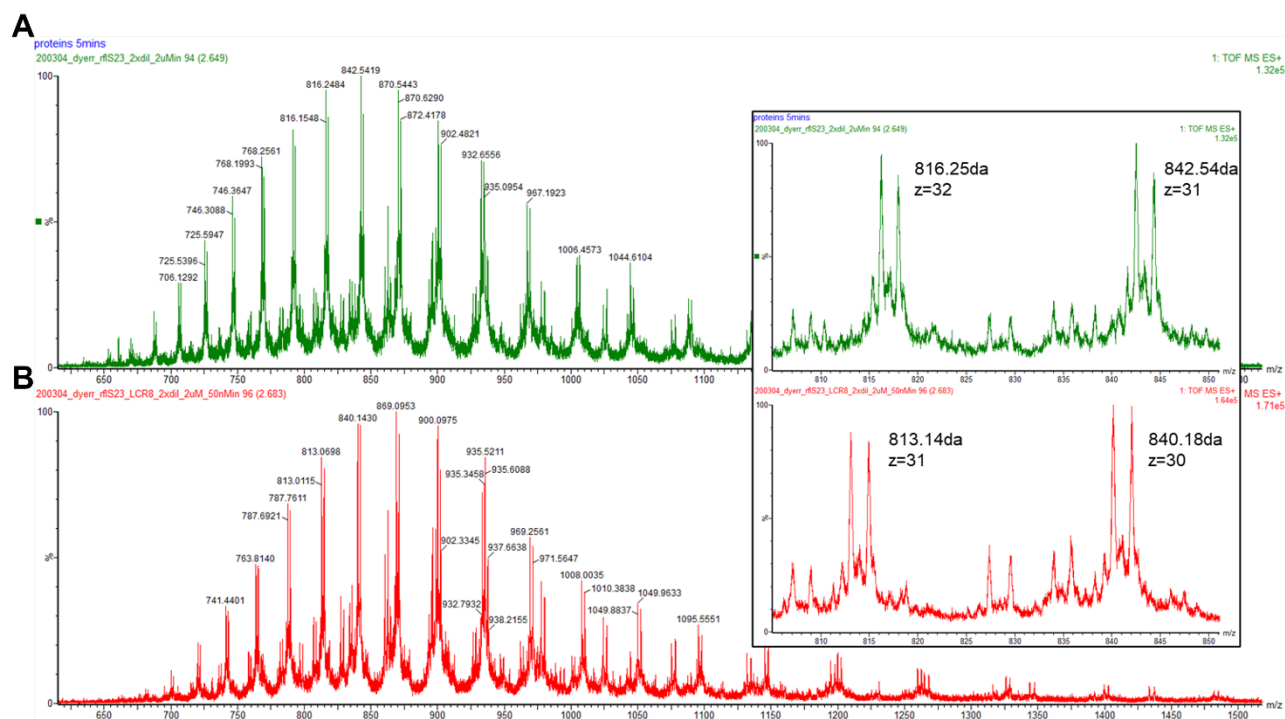 A
proteins 5mins
200304_dyerr_rflS23_2xdil_2uMin 94 (2.649)
1: TOF MS ES+
1.32e5
100
%
0
842.5419
816.2484
870.5443
870.6290
816.1548
872.4178
902.4821
768.2561
768.1993
932.6556
935.0954
967.1923
746.3647
746.3088
725.5947
725.5396
706.1292
1006.4573
1044.6104
650 700 750 800 850 900 950 1000 1050 1100
m/z
proteins 5mins
200304_dyerr_rflS23_2xdil_2uMin 94 (2.649)
1: TOF MS ES+
1.32e5
100
%
0
816.25da
z=32
842.54da
z=31
810 815 820 825 830 835 840 845 850
m/z
B
200304_dyerr_rflS23_LCR8_2xdil_2uM_50nMin 96 (2.683)
MS ES+
1.71e5
100
%
0
869.0953
840.1430
900.0975
813.0698
813.0115
935.5211
935.3458
935.6088
787.7611
787.6921
763.8140
741.4401
902.3345
937.6638
932.7932
938.2155
969.2561
971.5647
1008.0035
1010.3838
1049.9633
1049.8837
1095.5551
650 700 750 800 850 900 950 1000 1050 1100 1150 1200 1250 1300 1350 1400 1450 1500
m/z
200304_dyerr_rflS23_LCR8_2xdil_2uM_50nMin 96 (2.683)
1: TOF MS ES+
1.64e5
100
%
0
813.14da
z=31
840.18da
z=30
810 815 820 825 830 835 840 845 850
m/z